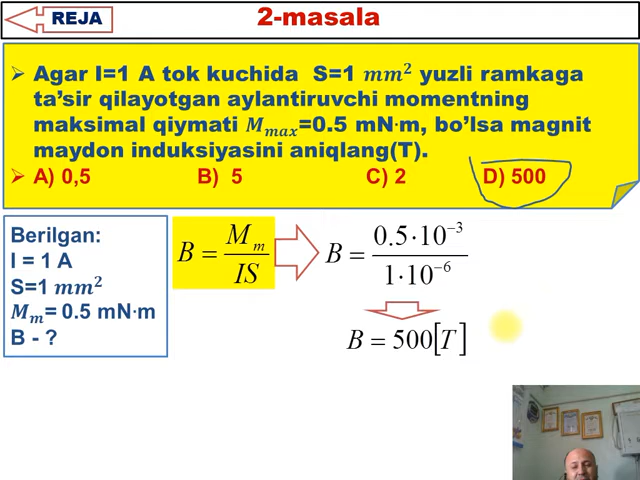 REJA
2-masala
➢ Agar I=1 A tok kuchida S=1 mm² yuzli ramkaga
ta’sir qilayotgan aylantiruvchi momentning
maksimal qiymati M_max=0.5 mN·m, bo’lsa magnit
maydon induksiyasini aniqlang(T).
➢ A) 0,5 B) 5 C) 2 D) 500
Berilgan:
I = 1 A
S=1 mm²
M_m= 0.5 mN·m
B - ?
B = M_m / IS
B = 0.5·10⁻³ / 1·10⁻⁶
B = 500[T]